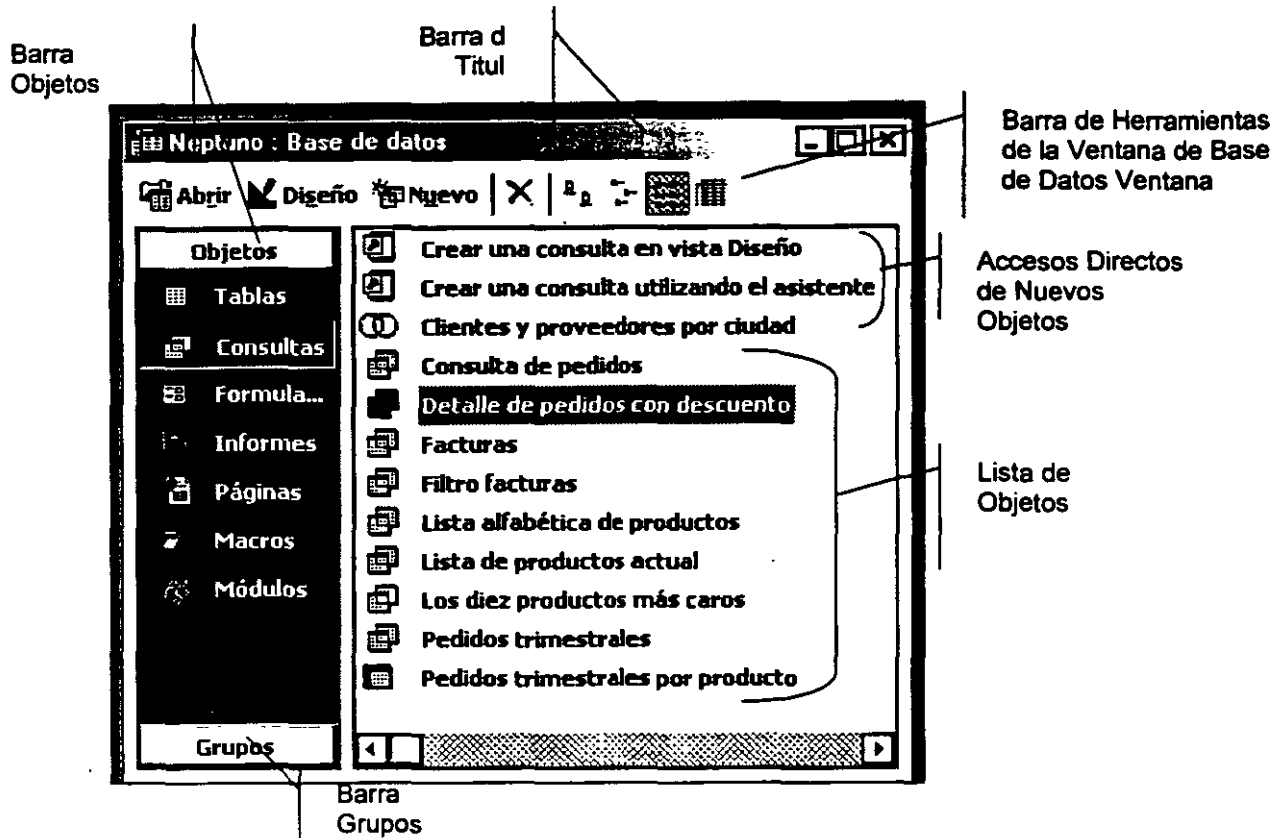 Barra
Objetos
Barra d
Titul
Barra de Herramientas
de la Ventana de Base
de Datos Ventana
Neptuno : Base de datos
Abrir Diseño Nuevo
Objetos
Tablas
Consultas
Formula...
Informes
Páginas
Macros
Módulos
Grupos
Crear una consulta en vista Diseño
Crear una consulta utilizando el asistente
Clientes y proveedores por ciudad
Consulta de pedidos
Detalle de pedidos con descuento
Facturas
Filtro facturas
Lista alfabética de productos
Lista de productos actual
Los diez productos más caros
Pedidos trimestrales
Pedidos trimestrales por producto
Accesos Directos
de Nuevos
Objetos
Lista de
Objetos
Barra
Grupos